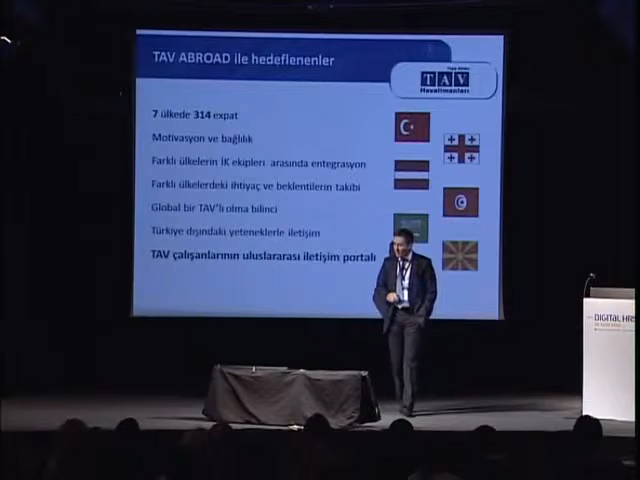 TAV ABROAD ile hedeflenenler
TAV
Havalimanları
7 ülkede 314 expat
Motivasyon ve bağlılık
Farklı ülkelerin İK ekipleri arasında entegrasyon
Farklı ülkelerdeki ihtiyaç ve beklentilerin takibi
Global bir TAV'lı olma bilinci
Türkiye dışındaki yeteneklerle iletişim
TAV çalışanlarının uluslararası iletişim portalı
DIGITAL HR